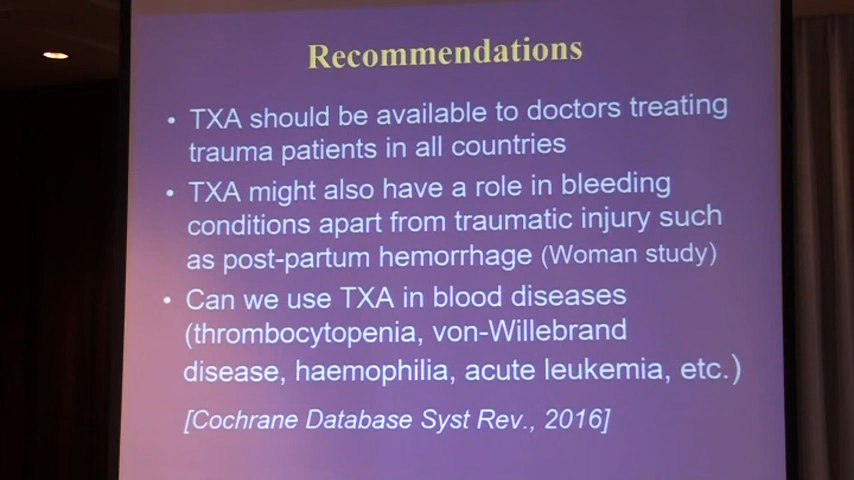 Recommendations
• TXA should be available to doctors treating
trauma patients in all countries
• TXA might also have a role in bleeding
conditions apart from traumatic injury such
as post-partum hemorrhage (Woman study)
• Can we use TXA in blood diseases
(thrombocytopenia, von-Willebrand
disease, haemophilia, acute leukemia, etc.)
[Cochrane Database Syst Rev., 2016]